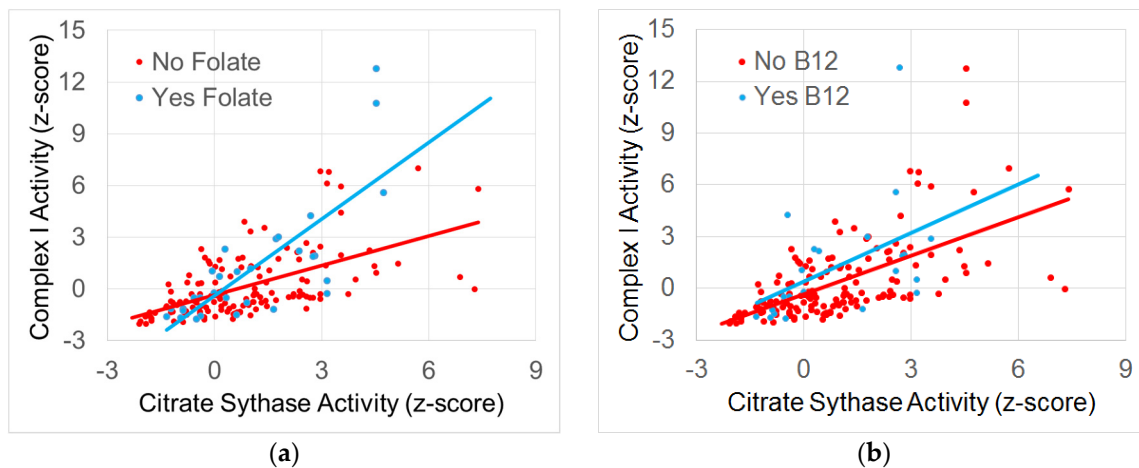 15
12
9
6
3
0
-3
Complex I Activity (z-score)
No Folate
Yes Folate
-3 0 3 6 9
Citrate Sythase Activity (z-score)
(a)
15
12
9
6
3
0
-3
Complex I Activity (z-score)
No B12
Yes B12
-3 0 3 6 9
Citrate Sythase Activity (z-score)
(b)